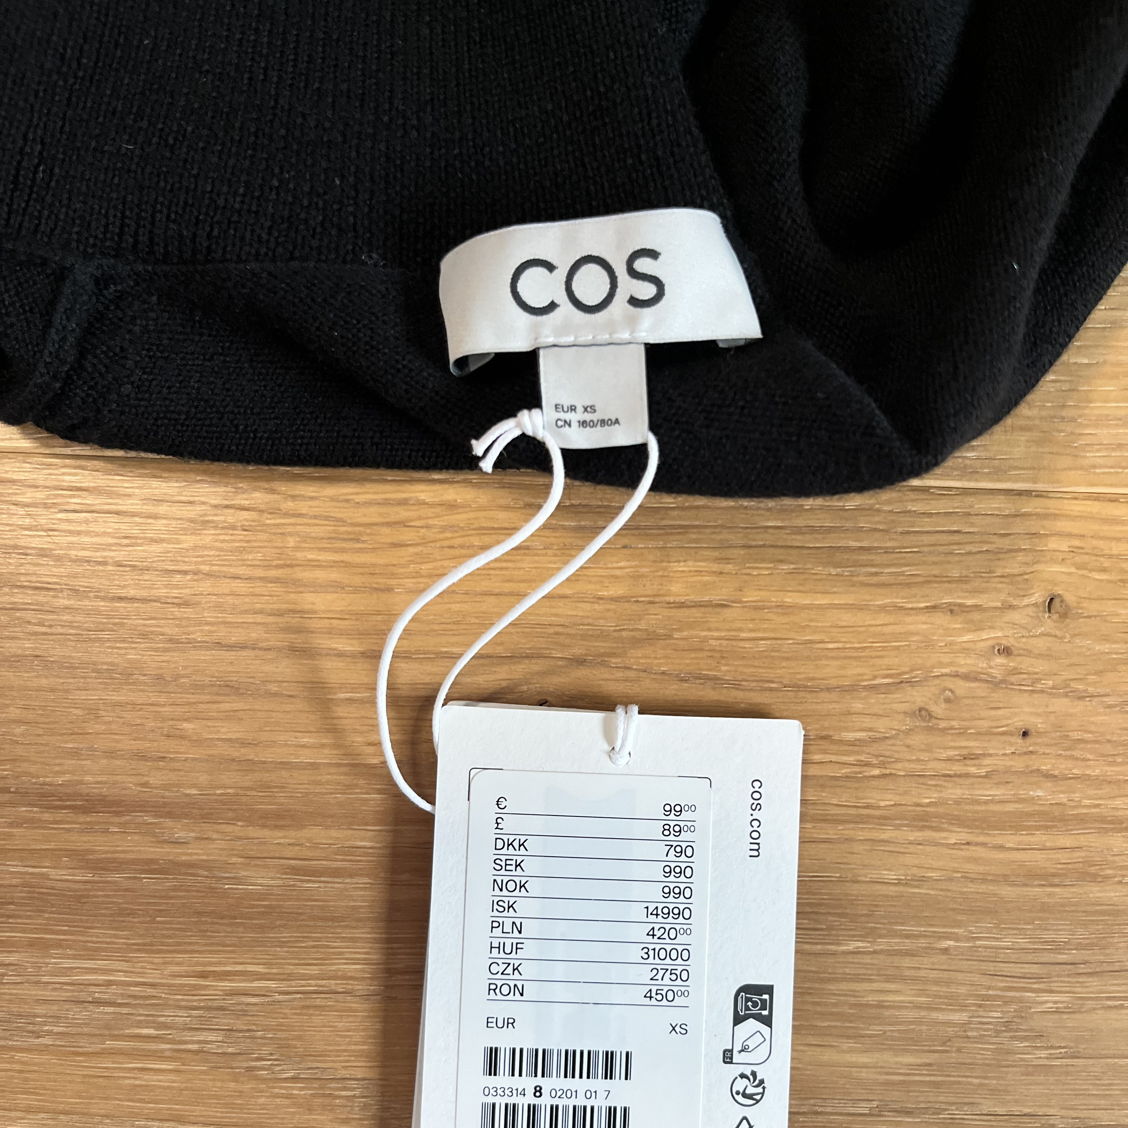 COS
EUR XS
CN 160/80A
cos.com
€ 99⁰⁰
£ 89⁰⁰
DKK 790
SEK 990
NOK 990
ISK 14990
PLN 420⁰⁰
HUF 31000
CZK 2750
RON 450⁰⁰
EUR XS
033314 8 0201 01 7
FR